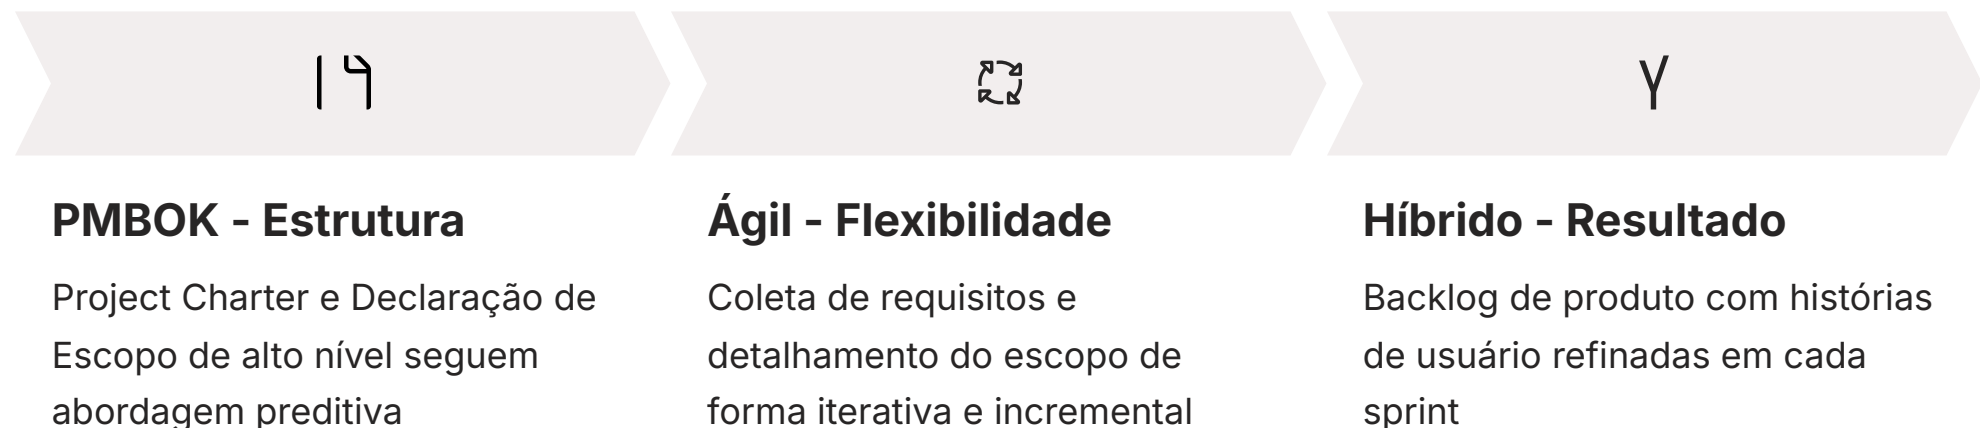 PMBOK - Estrutura
Project Charter e Declaração de
Escopo de alto nível seguem
abordagem preditiva
Ágil - Flexibilidade
Coleta de requisitos e
detalhamento do escopo de
forma iterativa e incremental
Híbrido - Resultado
Backlog de produto com histórias
de usuário refinadas em cada
sprint